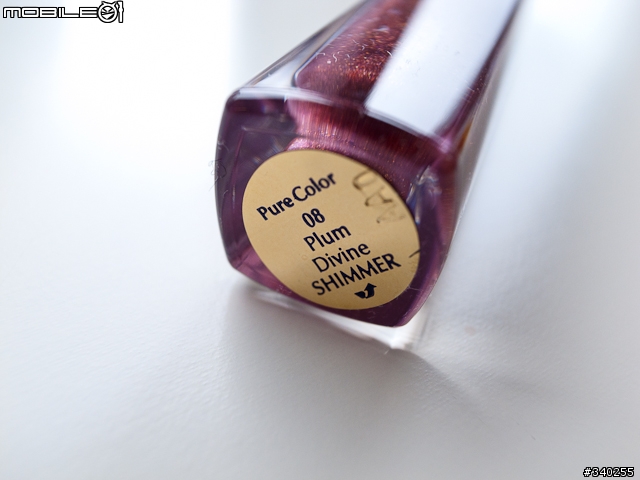 MOBILE01
Pure Color
08
Plum
Divine
SHIMMER
#340255